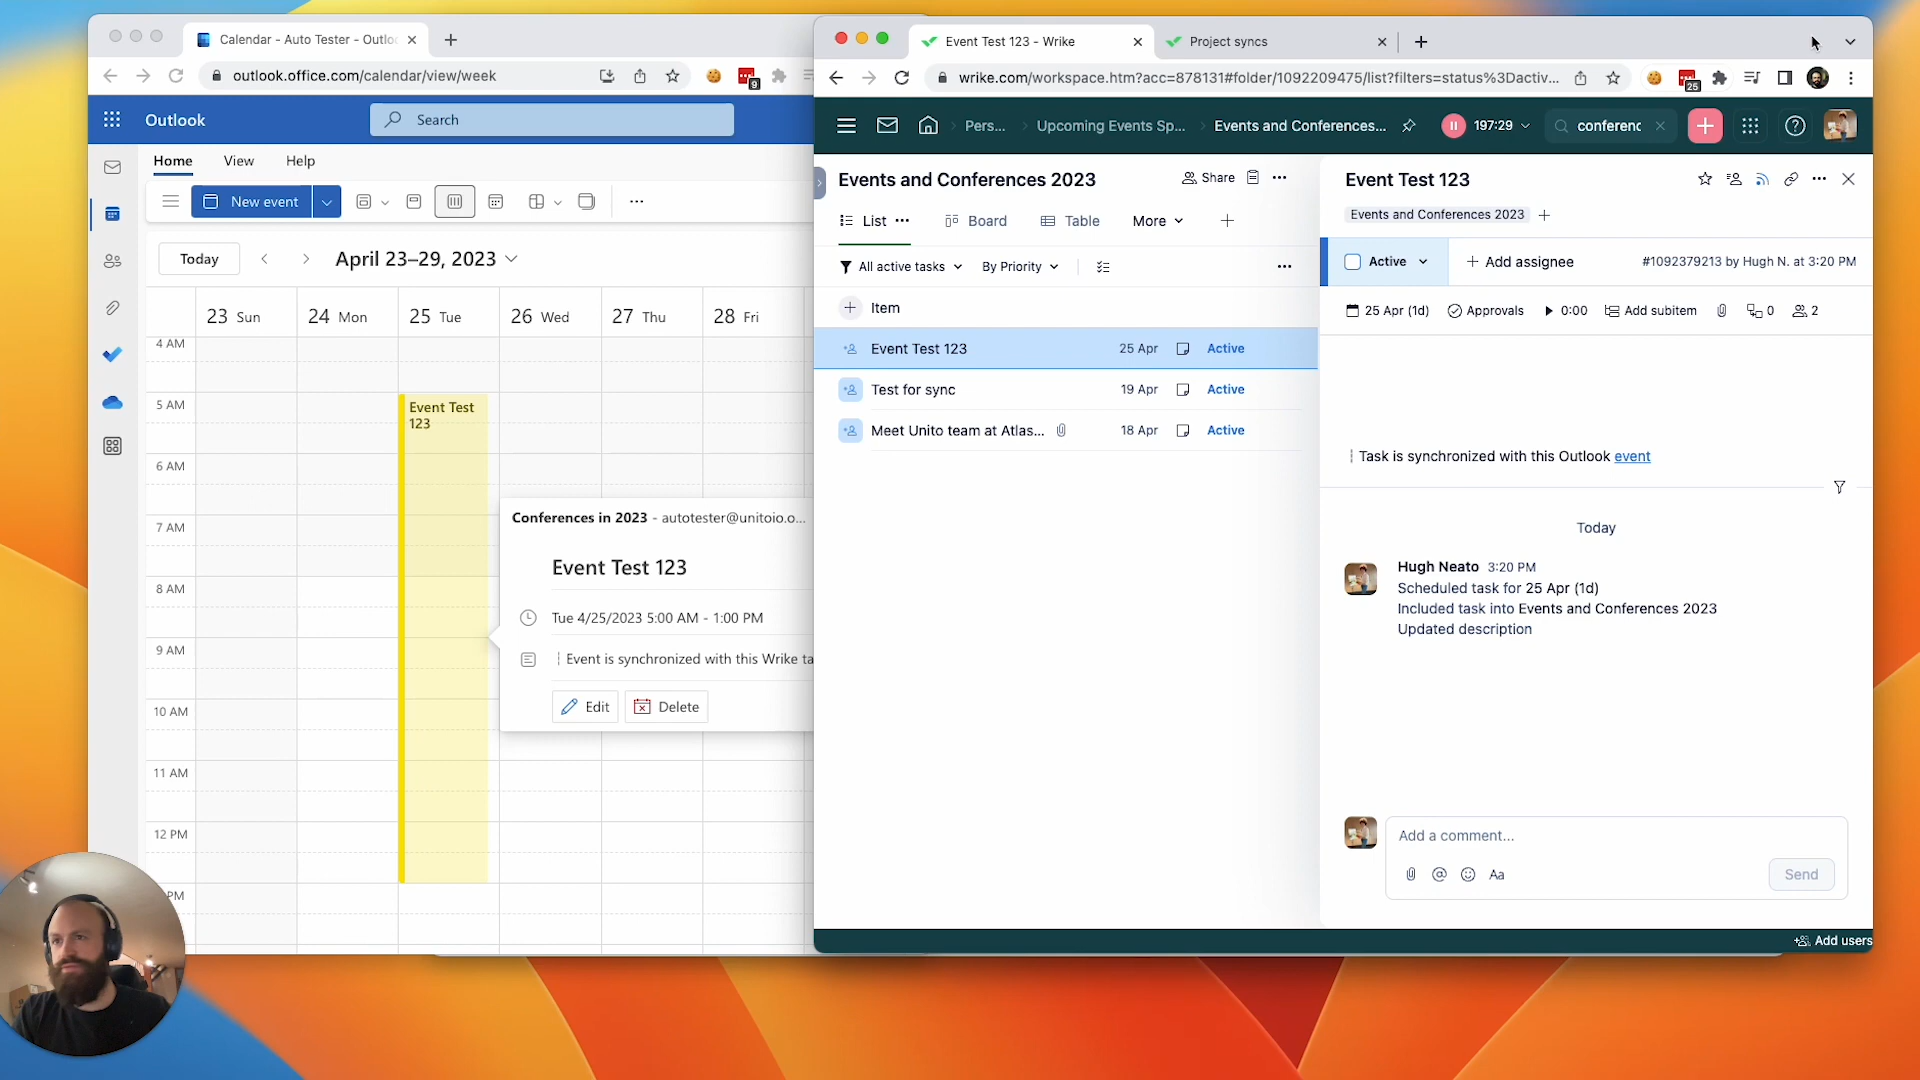 Calendar - Auto Tester - Outlo
outlook.office.com/calendar/view/week
9
Outlook
Search
Home
View
Help
New event
Today
April 23–29, 2023
23 Sun
24 Mon
25 Tue
26 Wed
27 Thu
28 Fri
4 AM
5 AM
6 AM
7 AM
8 AM
9 AM
10 AM
11 AM
12 PM
PM
Event Test
123
Conferences in 2023 - autotester@unitoio.o...
Event Test 123
Tue 4/25/2023 5:00 AM - 1:00 PM
Event is synchronized with this Wrike ta
Edit
Delete
Event Test 123 - Wrike
Project syncs
wrike.com/workspace.htm?acc=878131#folder/1092209475/list?filters=status%3Dactiv...
25
Pers...
Upcoming Events Sp...
Events and Conferences...
197:29
conferenc
Events and Conferences 2023
Share
List
Board
Table
More
All active tasks
By Priority
Item
Event Test 123 25 Apr Active
Test for sync 19 Apr Active
Meet Unito team at Atlas... 18 Apr Active
Event Test 123
Events and Conferences 2023
Active
Add assignee
#1092379213 by Hugh N. at 3:20 PM
25 Apr (1d)
Approvals
0:00
Add subitem
0
2
Task is synchronized with this Outlook event
Today
Hugh Neato 3:20 PM
Scheduled task for 25 Apr (1d)
Included task into Events and Conferences 2023
Updated description
Add a comment...
Aa
Send
Add users